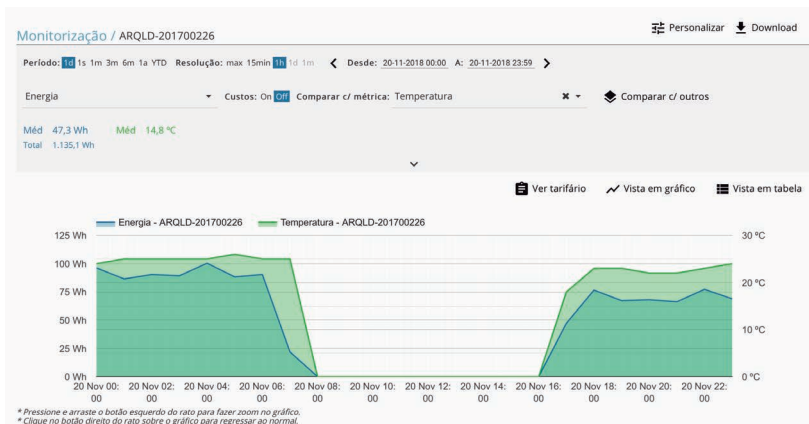 Monitorização / ARQLD-201700226
Personalizar Download
Período: 1d 1s 1m 3m 6m 1a YTD Resolução: max 15min 1h 1d 1m Desde: 20-11-2018 00:00 A: 20-11-2018 23:59
Energia Custos: On Off Comparar c/ métrica: Temperatura Comparar c/ outros
Méd 47,3 Wh Méd 14,8 ºC
Total 1.135,1 Wh
Ver tarifário Vista em gráfico Vista em tabela
Energia - ARQLD-201700226 Temperatura - ARQLD-201700226
125 Wh 30 ºC
100 Wh
75 Wh 20 ºC
50 Wh 10 ºC
25 Wh
0 Wh 0 ºC
20 Nov 00: 20 Nov 02: 20 Nov 04: 20 Nov 06: 20 Nov 08: 20 Nov 10: 20 Nov 12: 20 Nov 14: 20 Nov 16: 20 Nov 18: 20 Nov 20: 20 Nov 22:
00 00 00 00 00 00 00 00 00 00 00 00
* Pressione e arraste o botão esquerdo do rato para fazer zoom no gráfico.
* Clique no botão direito do rato sobre o gráfico para regressar ao normal.